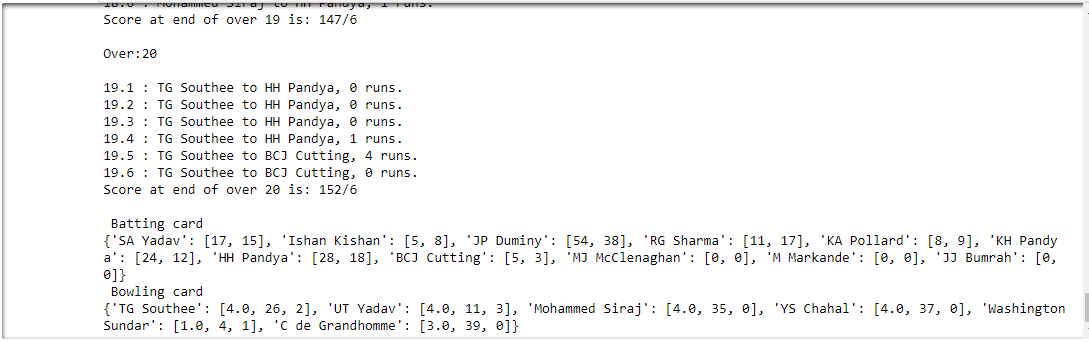 18.6 : Mohammed Siraj to HH Pandya, 1 runs.
Score at end of over 19 is: 147/6
Over:20
19.1 : TG Southee to HH Pandya, 0 runs.
19.2 : TG Southee to HH Pandya, 0 runs.
19.3 : TG Southee to HH Pandya, 0 runs.
19.4 : TG Southee to HH Pandya, 1 runs.
19.5 : TG Southee to BCJ Cutting, 4 runs.
19.6 : TG Southee to BCJ Cutting, 0 runs.
Score at end of over 20 is: 152/6
Batting card
{'SA Yadav': [17, 15], 'Ishan Kishan': [5, 8], 'JP Duminy': [54, 38], 'RG Sharma': [11, 17], 'KA Pollard': [8, 9], 'KH Pandy
a': [24, 12], 'HH Pandya': [28, 18], 'BCJ Cutting': [5, 3], 'MJ McClenaghan': [0, 0], 'M Markande': [0, 0], 'JJ Bumrah': [0,
0]}
Bowling card
{'TG Southee': [4.0, 26, 2], 'UT Yadav': [4.0, 11, 3], 'Mohammed Siraj': [4.0, 35, 0], 'YS Chahal': [4.0, 37, 0], 'Washington
Sundar': [1.0, 4, 1], 'C de Grandhomme': [3.0, 39, 0]}